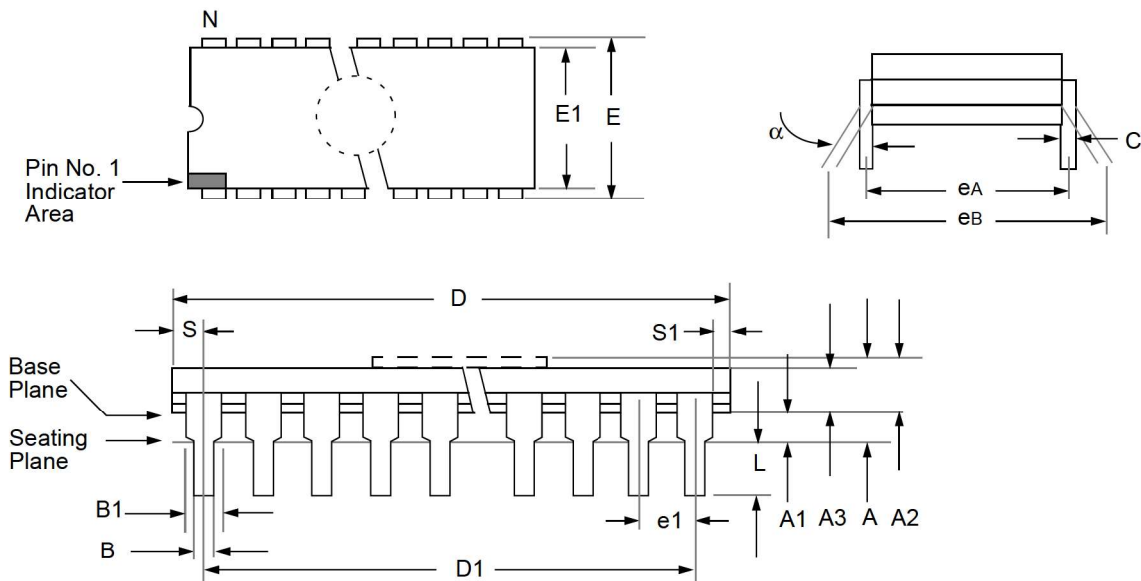 N
E1
E
Pin No. 1
Indicator
Area
α
C
eA
eB
D
S
S1
Base
Plane
Seating
Plane
L
B1
e1
A1
A3
A
A2
B
D1